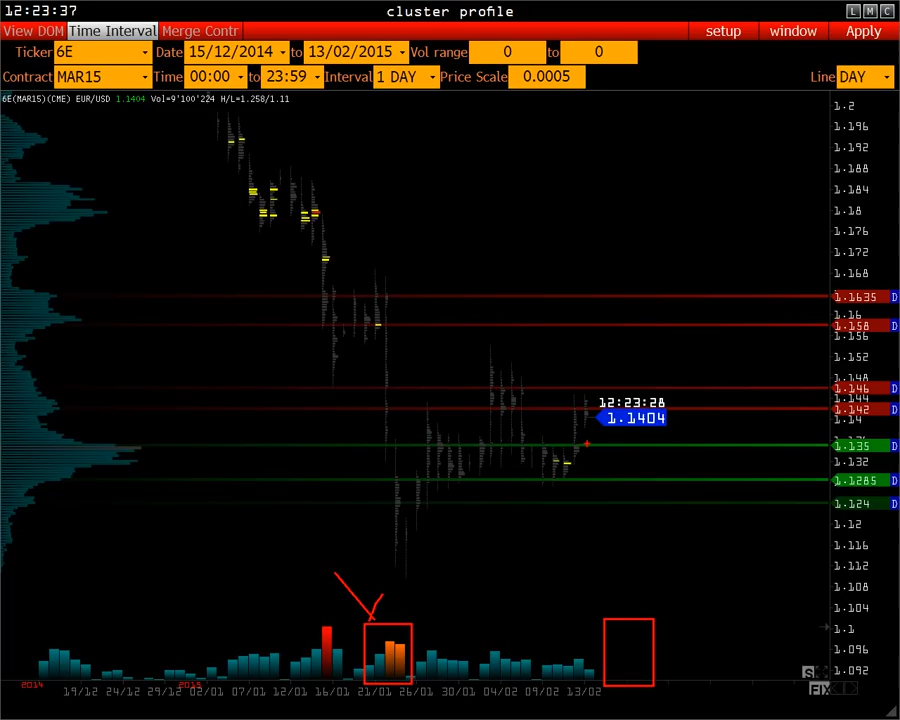 12:23:37 cluster profile L M C
View DOM Time Interval Merge Contr setup window Apply
Ticker 6E Date 15/12/2014 to 13/02/2015 Vol range 0 to 0
Contract MAR15 Time 00:00 to 23:59 Interval 1 DAY Price Scale 0.0005 Line DAY
6E(MAR15)(CME) EUR/USD 1.1404 Vol=9'100'224 H/L=1.258/1.11
1.2
1.196
1.192
1.188
1.184
1.18
1.176
1.172
1.168
1.1635 D
1.16
1.158 D
1.156
1.152
1.148
1.146 D
1.144
12:23:28
1.142 D
1.1404
1.14
1.135 D
1.132
1.1285 D
1.124 D
1.12
1.116
1.112
1.108
1.104
1.1
1.096
1.092
S
FIX
2014 2015
19/12 24/12 29/12 02/01 07/01 12/01 16/01 21/01 26/01 30/01 04/02 09/02 13/02